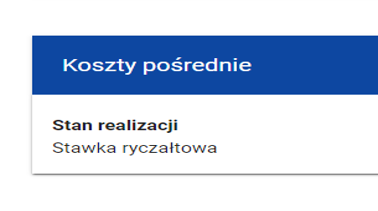 Koszty pośrednie
Stan realizacji
Stawka ryczałtowa